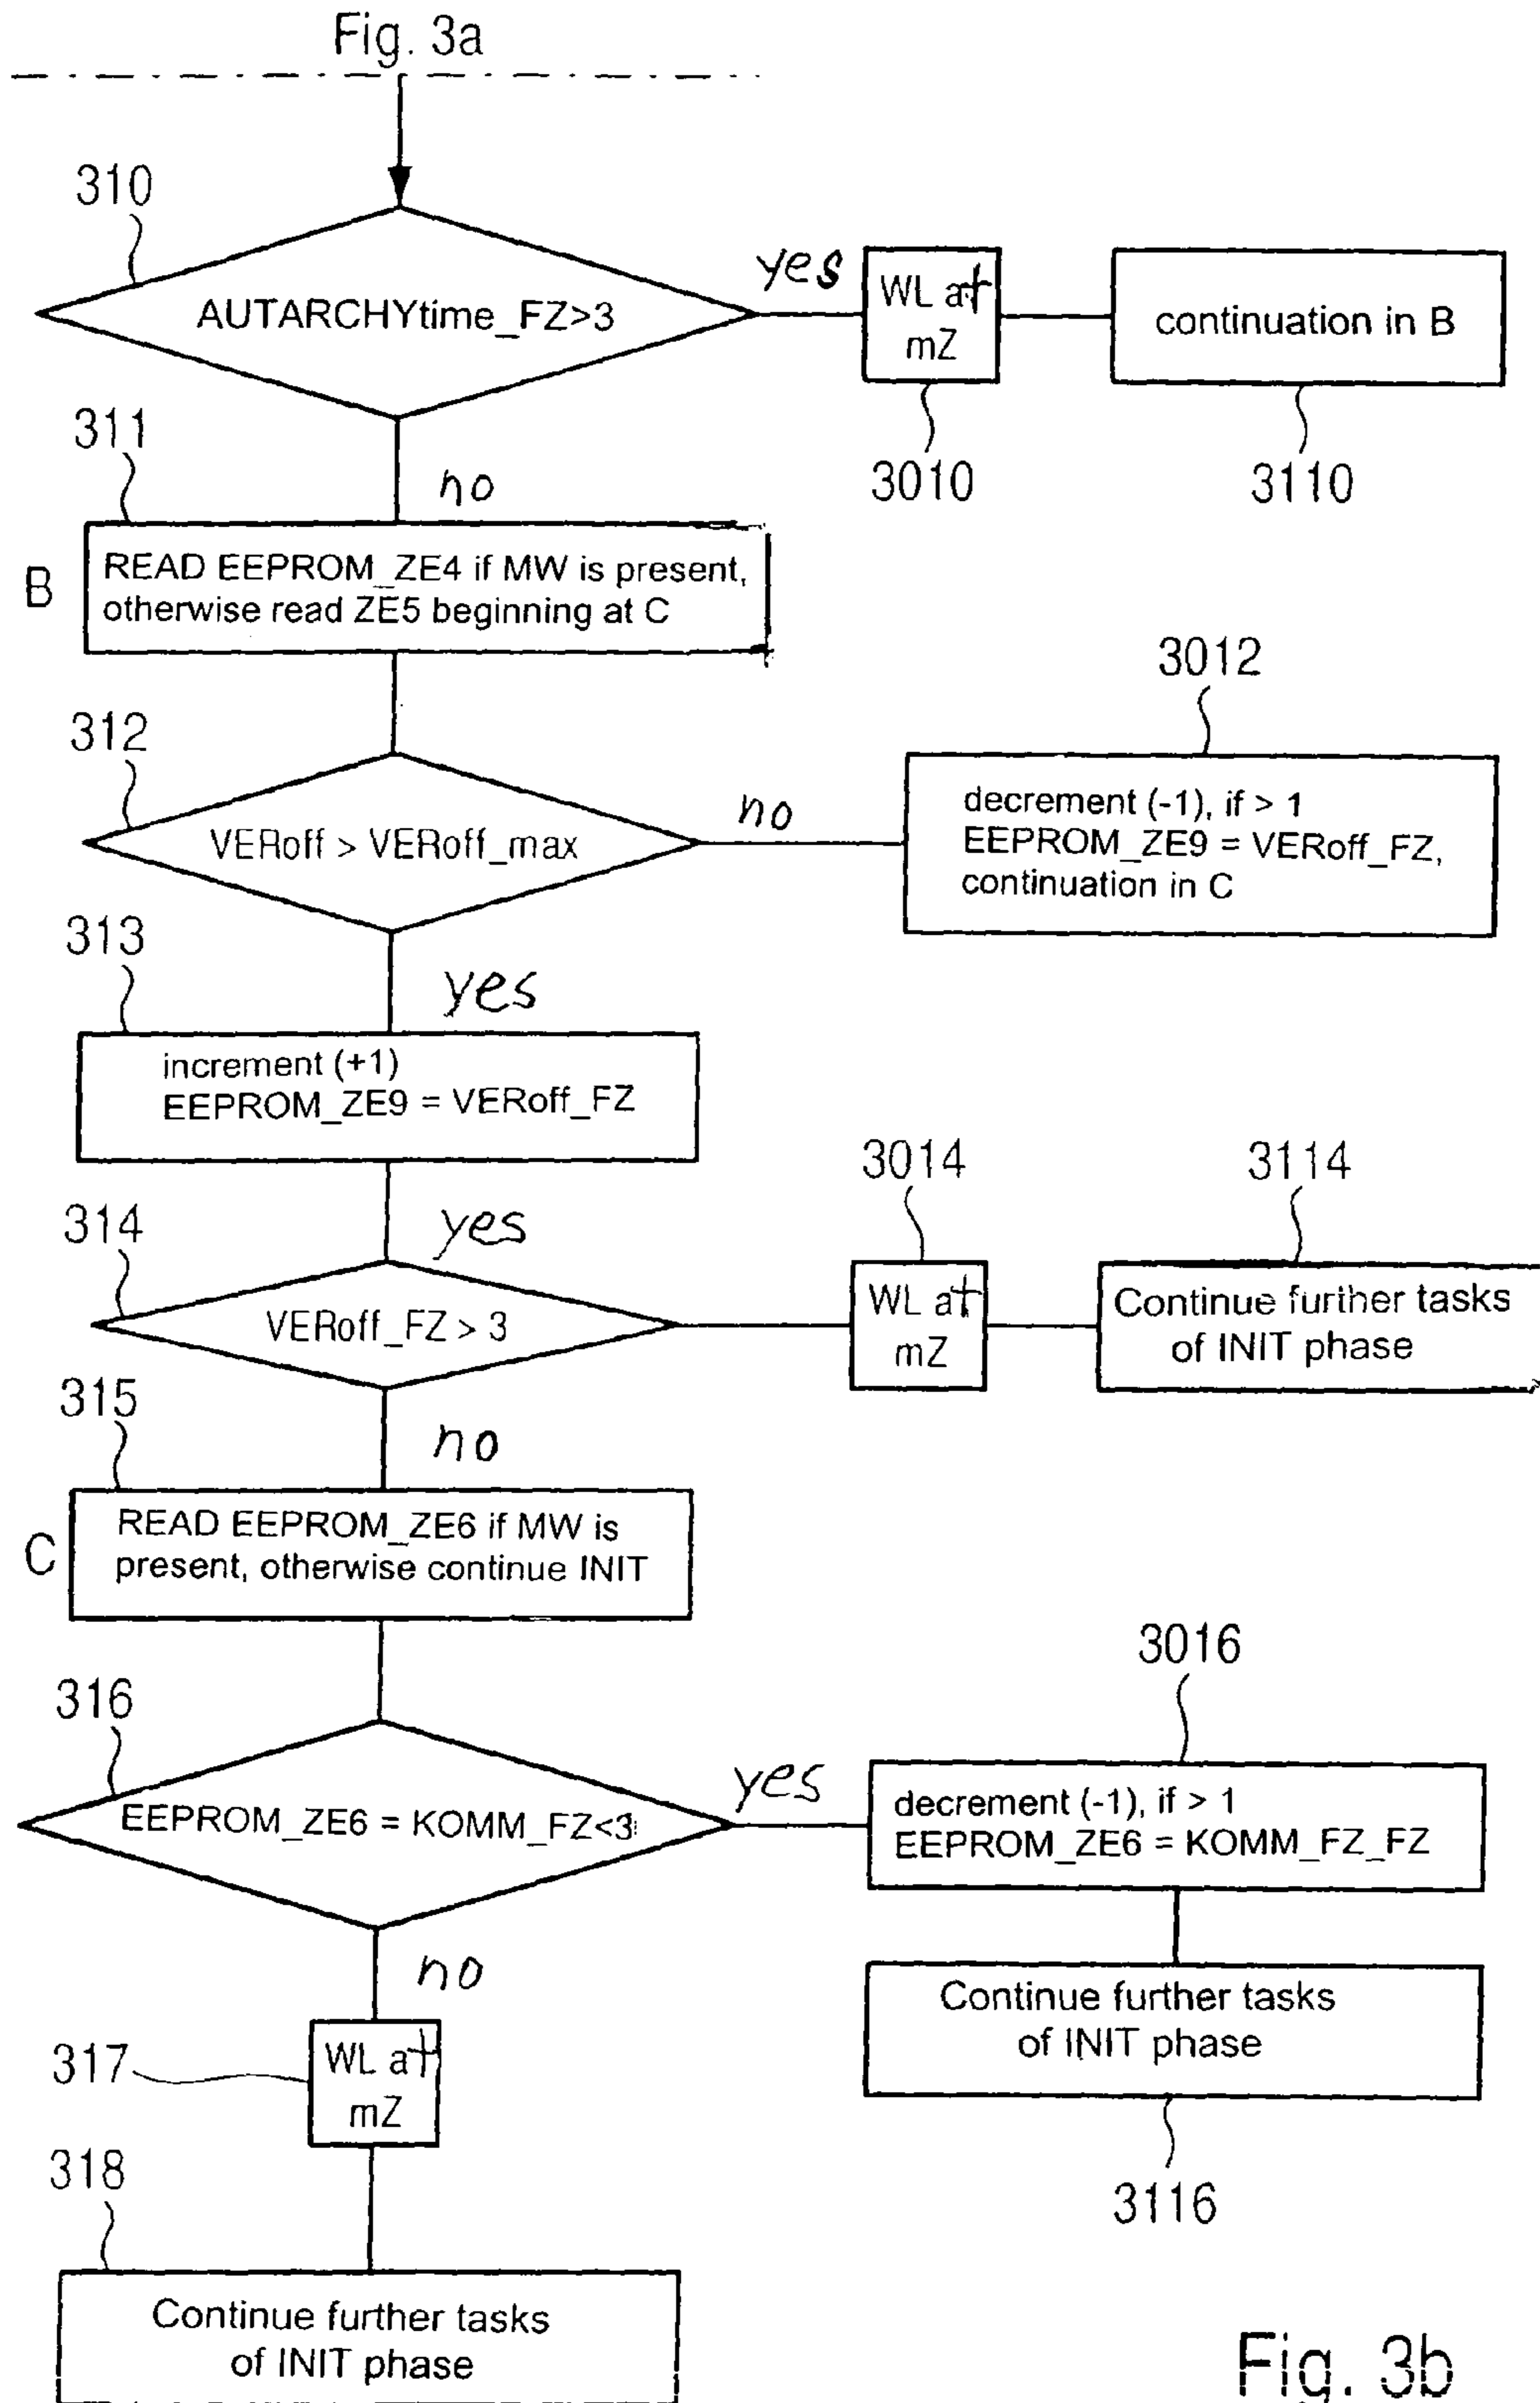 Fig. 3a
310
AUTARCHYtime_FZ>3
yes
WL at
mZ
continuation in B
3010
3110
311
no
B
READ EEPROM_ZE4 if MW is present,
otherwise read ZE5 beginning at C
3012
312
VERoff > VERoff_max
no
decrement (-1), if > 1
EEPROM_ZE9 = VERoff_FZ,
continuation in C
313
yes
increment (+1)
EEPROM_ZE9 = VERoff_FZ
3014
3114
314
yes
VERoff_FZ > 3
WL at
mZ
Continue further tasks
of INIT phase
315
no
C
READ EEPROM_ZE6 if MW is
present, otherwise continue INIT
3016
316
EEPROM_ZE6 = KOMM_FZ<3
yes
decrement (-1), if > 1
EEPROM_ZE6 = KOMM_FZ_FZ
no
Continue further tasks
of INIT phase
317
WL at
mZ
3116
318
Continue further tasks
of INIT phase
Fig. 3b